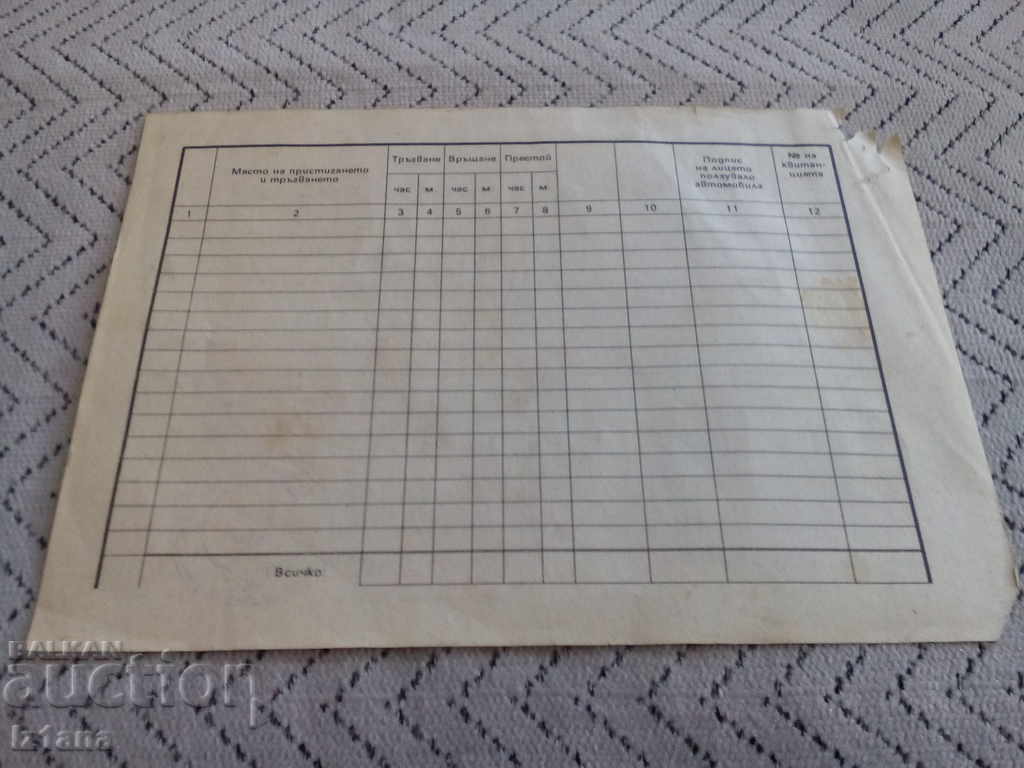 Място на пристигането
и тръгването
Тръгване Връщане Престой
час м. час м. час м.
Подпис
на лицето
ползувало
автомобила
№ на
квитан-
цията
1 2 3 4 5 6 7 8 9 10 11 12
Всичко:
BALKAN
auction
iz1ana